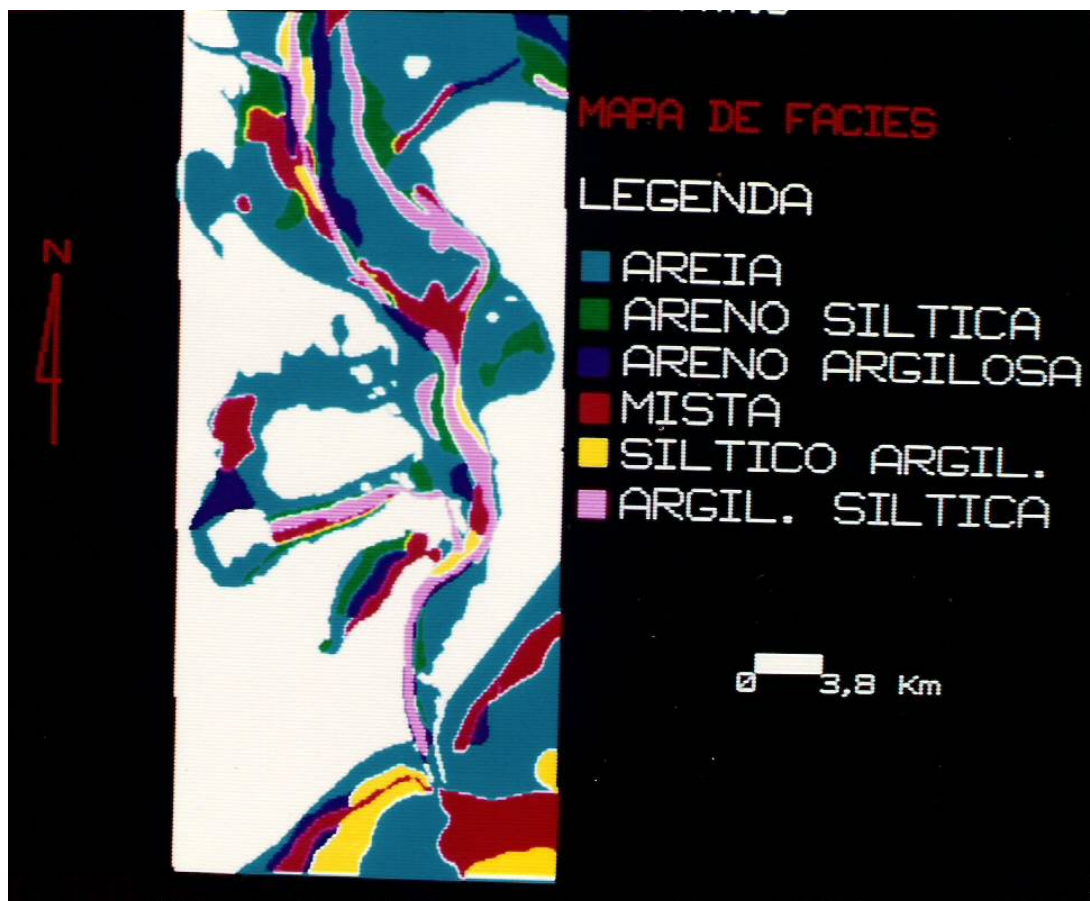 MAPA DE FACIES
LEGENDA
N
AREIA
ARENO SILTICA
ARENO ARGILOSA
MISTA
SILTICO ARGIL.
ARGIL. SILTICA
0 3,8 Km